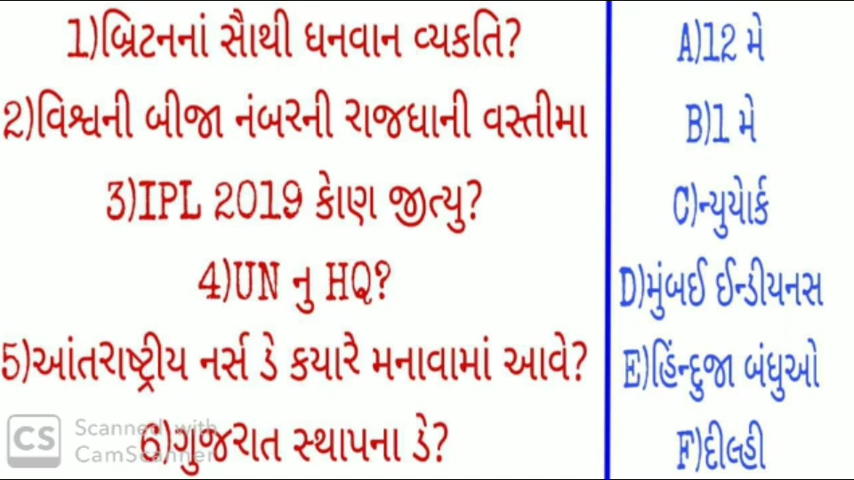 1)બ્રિટનનાં સૌાથી ધનવાન વ્યકતિ?
2)વિશ્વની બીજા નંબરની રાજધાની વસ્તીમા
3)IPL 2019 કેાણ જીત્યુ?
4)UN નુ HQ?
5)આંતરાષ્ટ્રીય નર્સ ડે કયારે મનાવામાં આવે?
6)ગુજરાત સ્થાપના ડે?
A)12 મે
B)1 મે
C)ન્યુયેાર્ક
D)મુંબઈ ઈન્ડીયનસ
E)હિંન્દુજા બંધુઓ
F)દીલ્હી
CS Scanned with
CamScanner